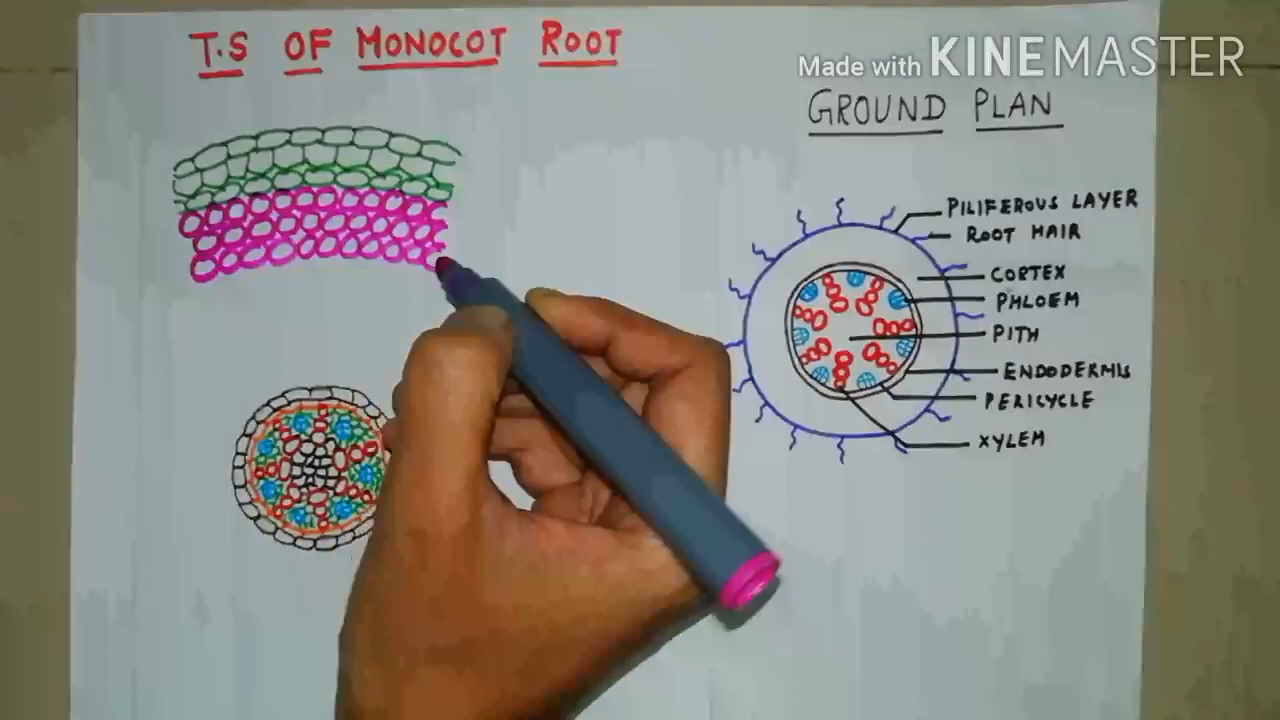 T.S OF MONOCOT ROOT
Made with KINEMASTER
GROUND PLAN
PILIFEROUS LAYER
ROOT HAIR
CORTEX
PHLOEM
PITH
ENDODERMIS
PERICYCLE
XYLEM